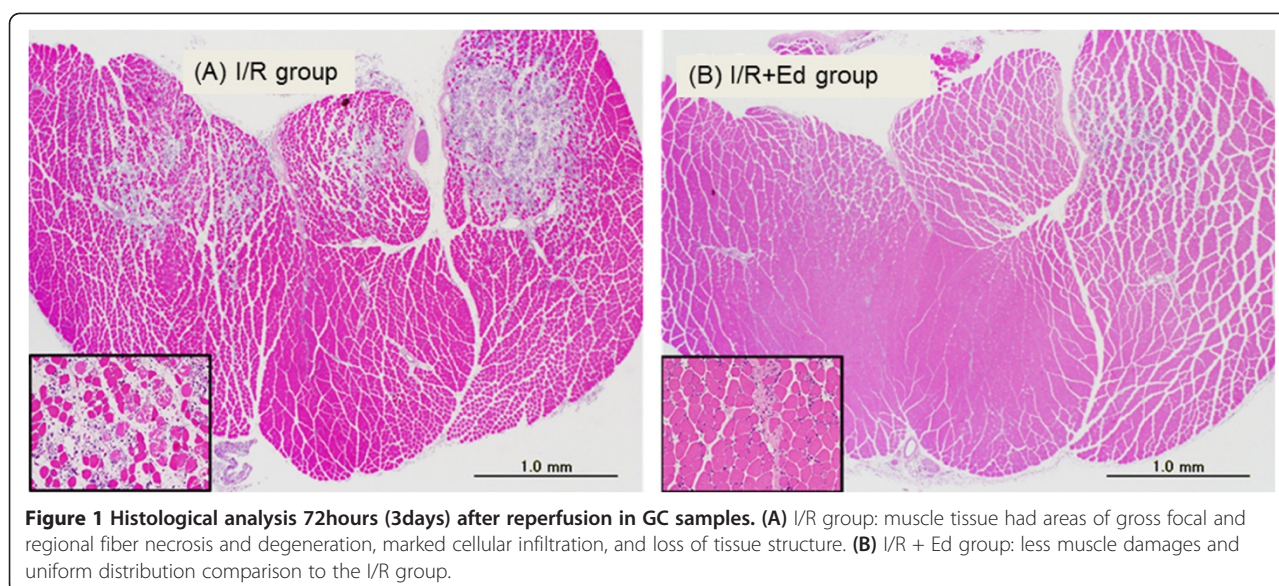 (A) I/R group
(B) I/R+Ed group
1.0 mm
1.0 mm
Figure 1 Histological analysis 72hours (3days) after reperfusion in GC samples. (A) I/R group: muscle tissue had areas of gross focal and
regional fiber necrosis and degeneration, marked cellular infiltration, and loss of tissue structure. (B) I/R + Ed group: less muscle damages and
uniform distribution comparison to the I/R group.